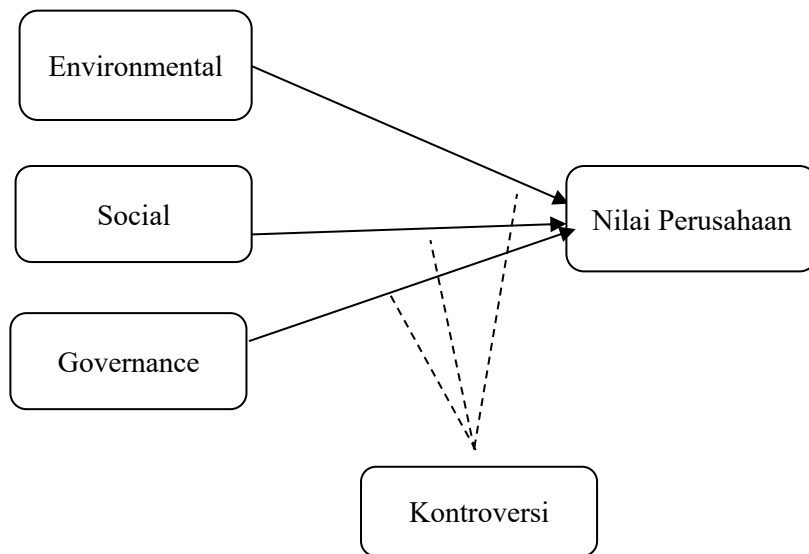 Environmental
Social
Nilai Perusahaan
Governance
Kontroversi